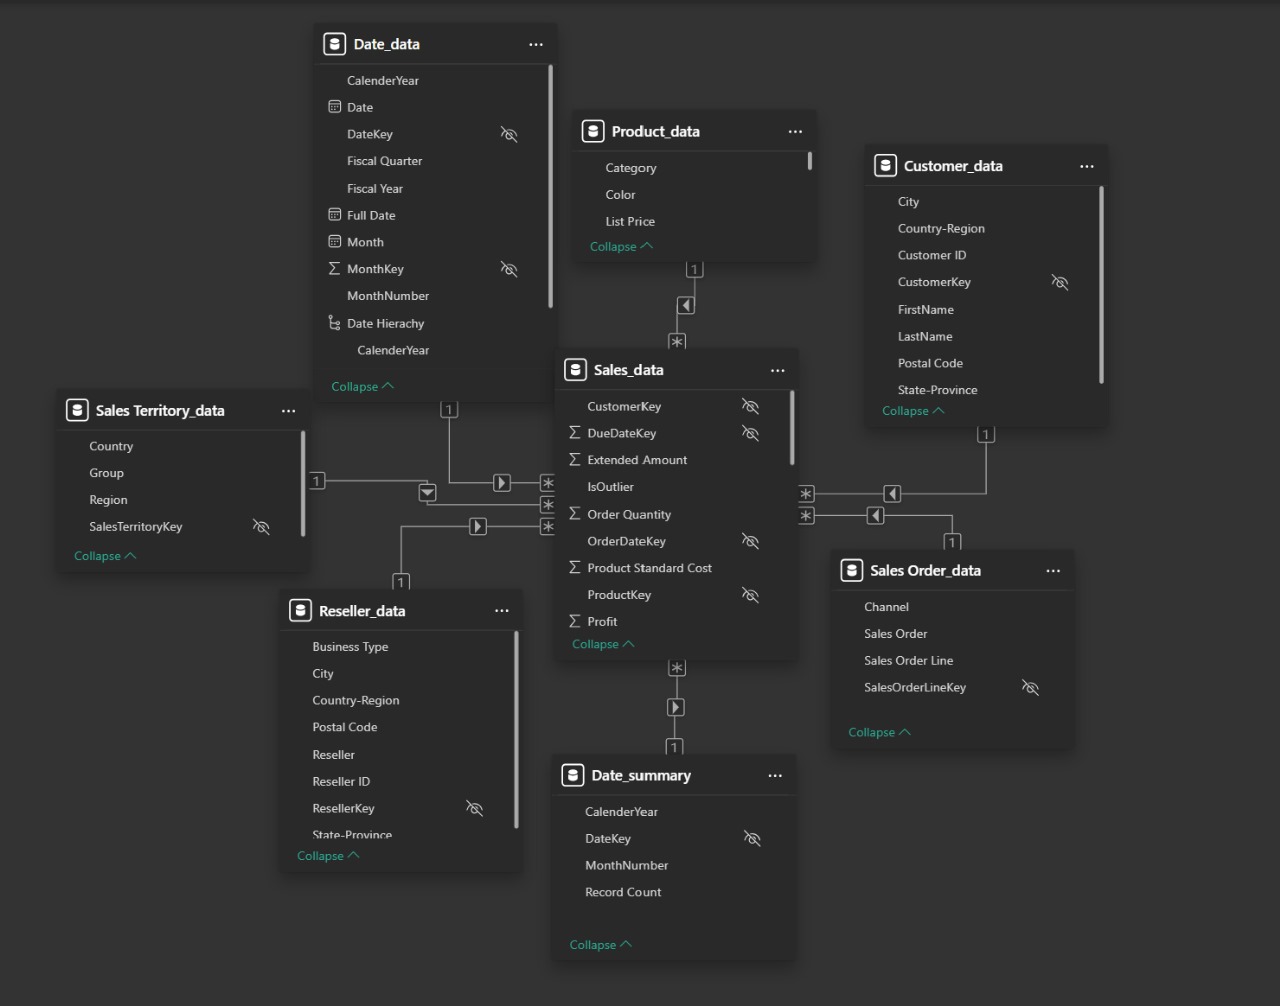 Date_data
CalenderYear
Date
DateKey
Fiscal Quarter
Fiscal Year
Full Date
Month
MonthKey
MonthNumber
Date Hierachy
CalenderYear
Collapse
1
Product_data
Category
Color
List Price
Collapse
1
*
Customer_data
City
Country-Region
Customer ID
CustomerKey
FirstName
LastName
Postal Code
State-Province
Collapse
1
Sales Territory_data
Country
Group
Region
SalesTerritoryKey
Collapse
1
Sales_data
CustomerKey
DueDateKey
Extended Amount
IsOutlier
Order Quantity
OrderDateKey
Product Standard Cost
ProductKey
Profit
Collapse
*
*
*
*
*
*
Reseller_data
1
Business Type
City
Country-Region
Postal Code
Reseller
Reseller ID
ResellerKey
State-Province
Collapse
Sales Order_data
1
Channel
Sales Order
Sales Order Line
SalesOrderLineKey
Collapse
1
Date_summary
CalenderYear
DateKey
MonthNumber
Record Count
Collapse